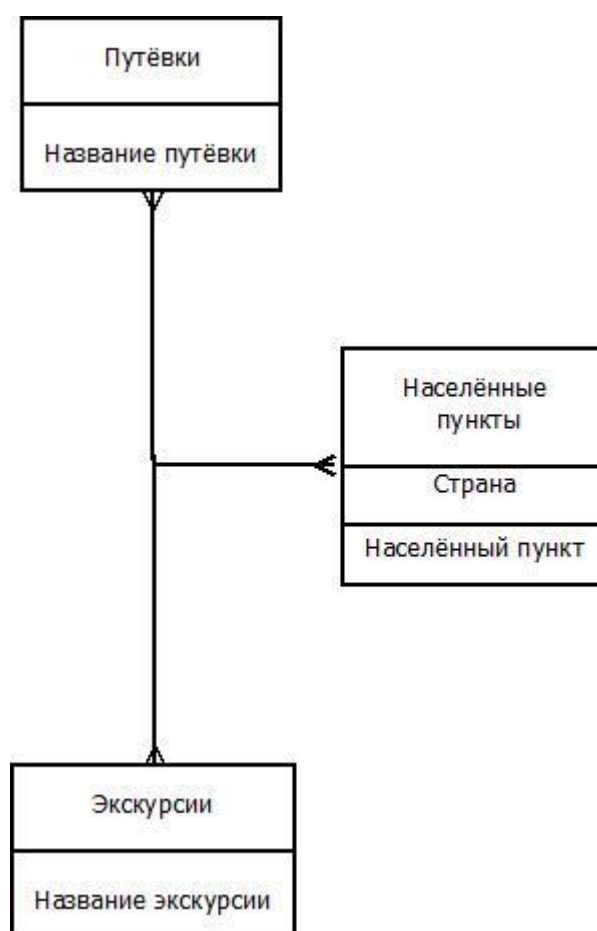 Путёвки
Название путёвки
Населённые
пункты
Страна
Населённый пункт
Экскурсии
Название экскурсии